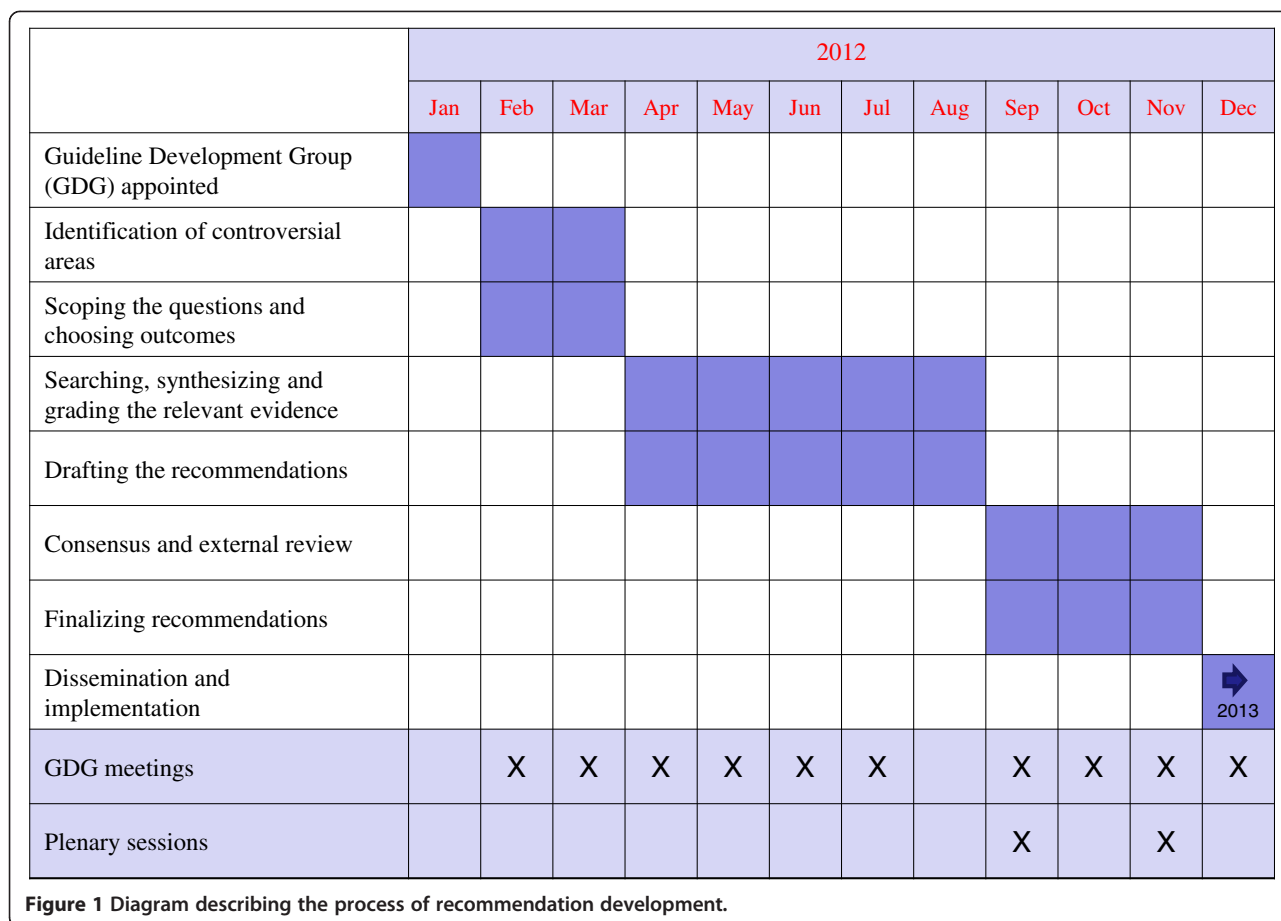 2012
Jan Feb Mar Apr May Jun Jul Aug Sep Oct Nov Dec
Guideline Development Group
(GDG) appointed
Identification of controversial
areas
Scoping the questions and
choosing outcomes
Searching, synthesizing and
grading the relevant evidence
Drafting the recommendations
Consensus and external review
Finalizing recommendations
Dissemination and
implementation
2013
GDG meetings X X X X X X X X X X
Plenary sessions X X
Figure 1 Diagram describing the process of recommendation development.